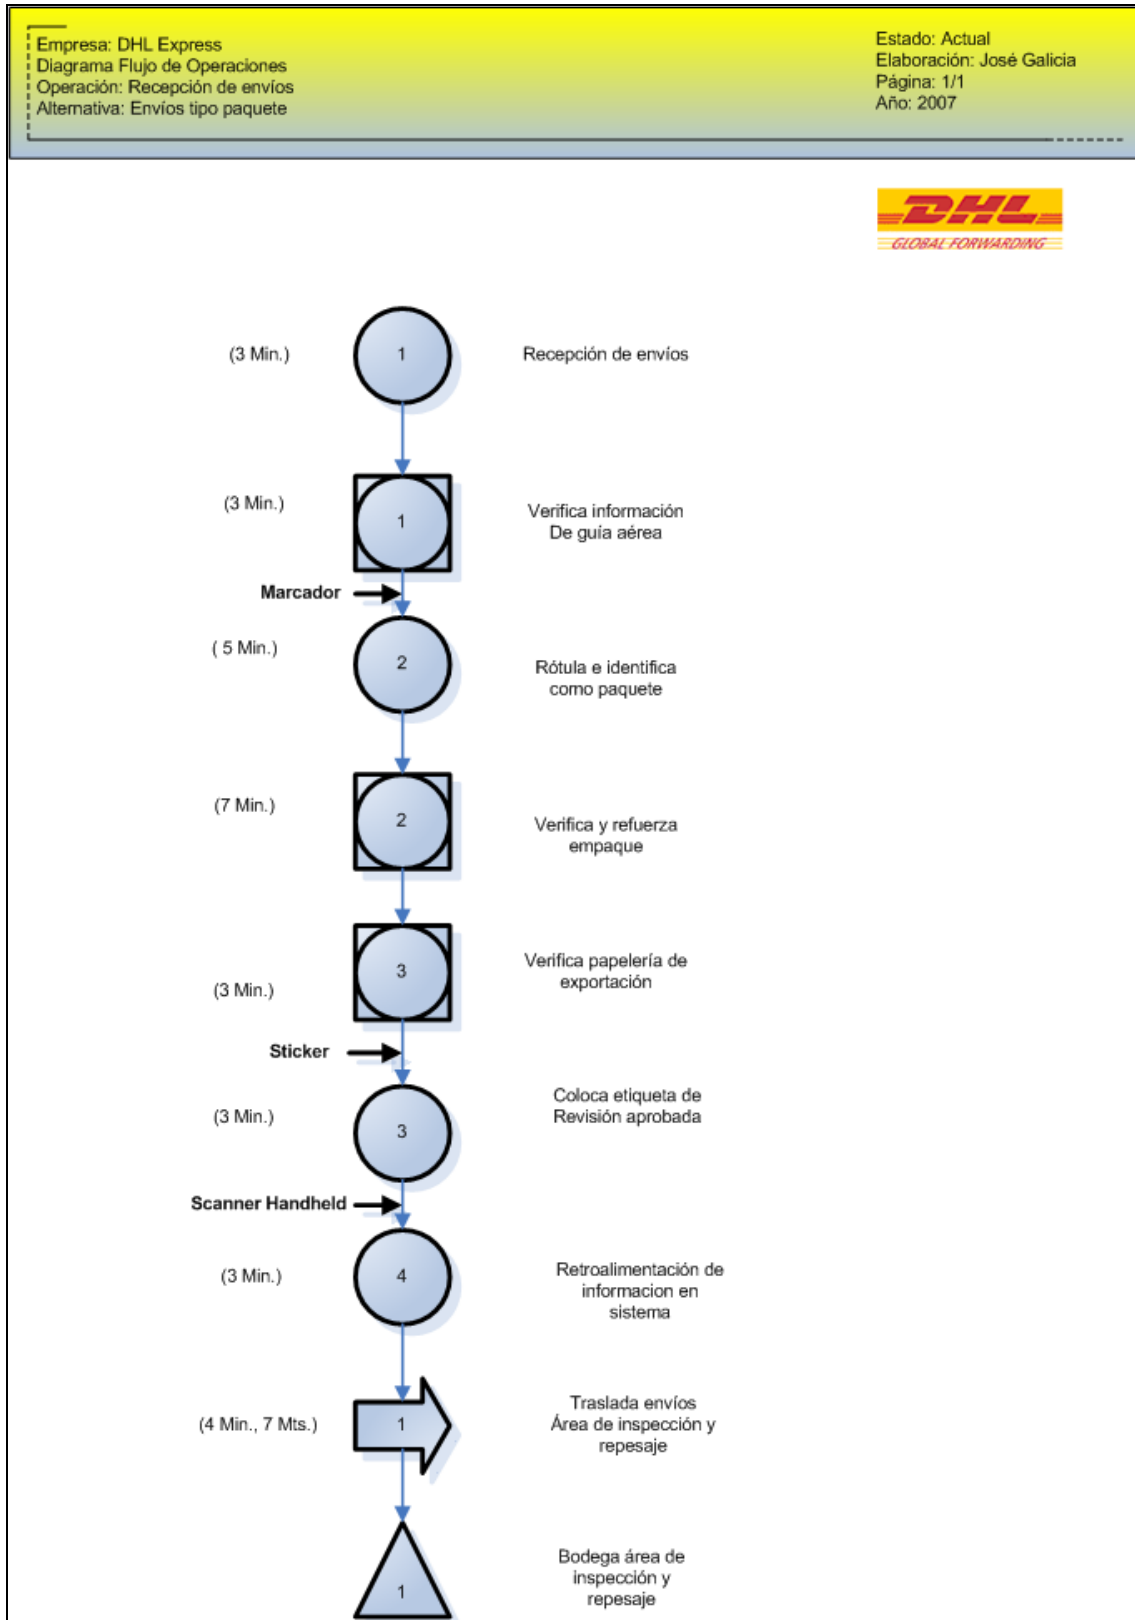 Empresa: DHL Express
Diagrama Flujo de Operaciones
Operación: Recepción de envíos
Alternativa: Envíos tipo paquete
Estado: Actual
Elaboración: José Galicia
Página: 1/1
Año: 2007
DHL
GLOBAL FORWARDING
(3 Min.)
1
Recepción de envíos
(3 Min.)
1
Verifica información
De guía aérea
Marcador
( 5 Min.)
2
Rótula e identifica
como paquete
(7 Min.)
2
Verifica y refuerza
empaque
(3 Min.)
3
Verifica papelería de
exportación
Sticker
(3 Min.)
3
Coloca etiqueta de
Revisión aprobada
Scanner Handheld
(3 Min.)
4
Retroalimentación de
informacion en
sistema
(4 Min., 7 Mts.)
1
Traslada envíos
Área de inspección y
repesaje
1
Bodega área de
inspección y
repesaje